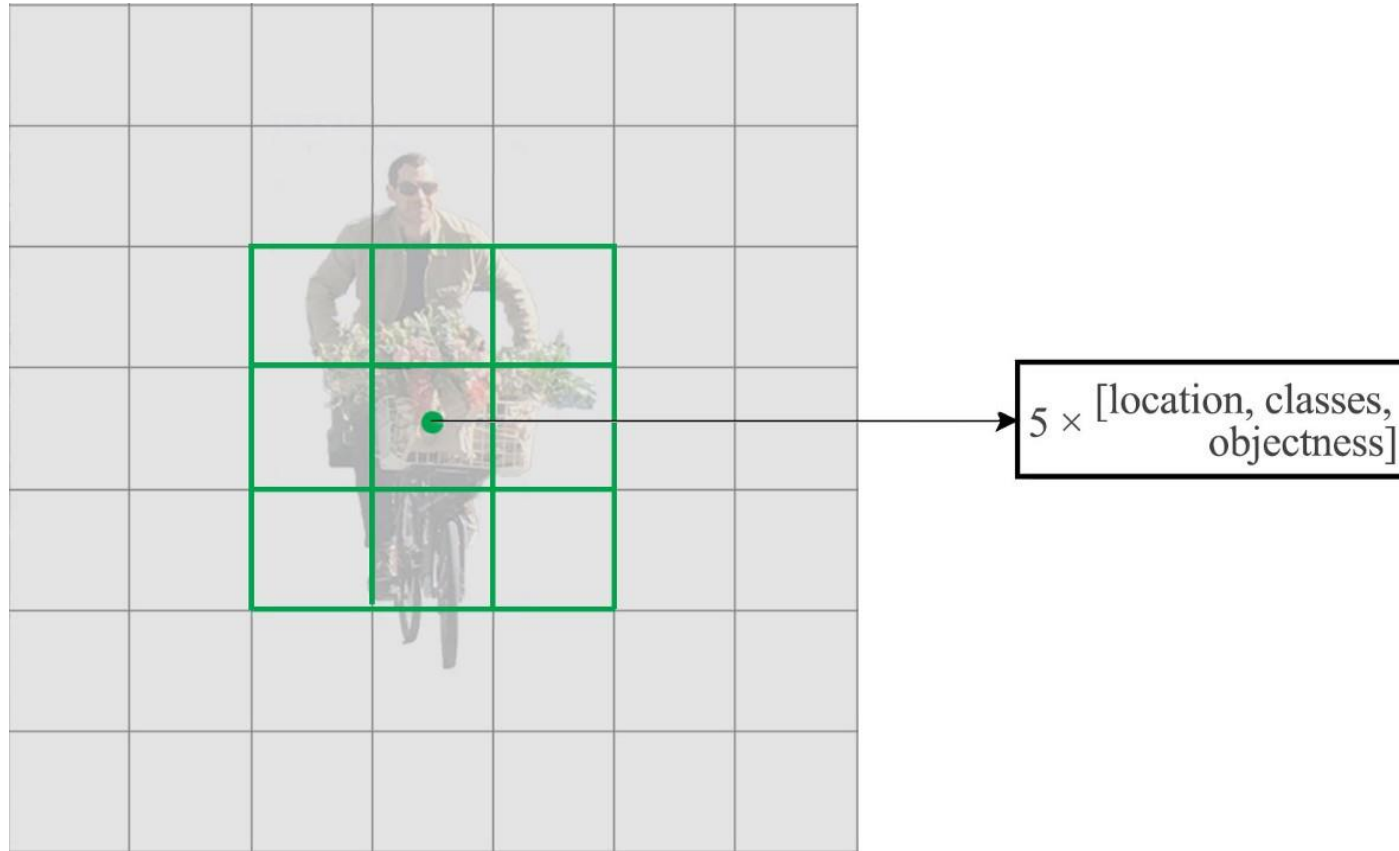 5 × [location, classes,
objectness]